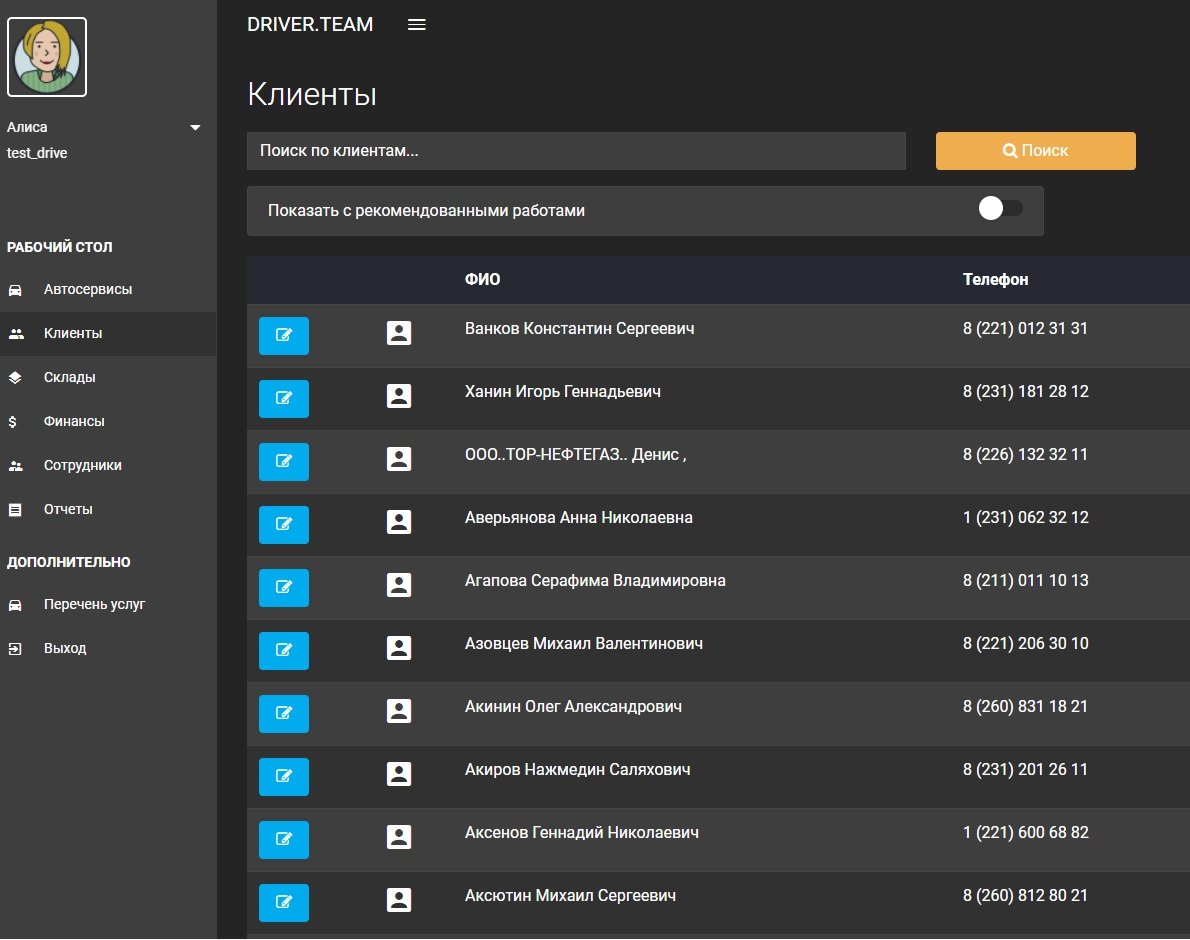 Алиса
test_drive
РАБОЧИЙ СТОЛ
Автосервисы
Клиенты
Склады
Финансы
Сотрудники
Отчеты
ДОПОЛНИТЕЛЬНО
Перечень услуг
Выход
DRIVER.TEAM
Клиенты
Поиск по клиентам...
Поиск
Показать с рекомендованными работами
ФИО Телефон
Ванков Константин Сергеевич 8 (221) 012 31 31
Ханин Игорь Геннадьевич 8 (231) 181 28 12
ООО..ТОР-НЕФТЕГАЗ.. Денис , 8 (226) 132 32 11
Аверьянова Анна Николаевна 1 (231) 062 32 12
Агапова Серафима Владимировна 8 (211) 011 10 13
Азовцев Михаил Валентинович 8 (221) 206 30 10
Акинин Олег Александрович 8 (260) 831 18 21
Акиров Нажмедин Саляхович 8 (231) 201 26 11
Аксенов Геннадий Николаевич 1 (221) 600 68 82
Аксютин Михаил Сергеевич 8 (260) 812 80 21